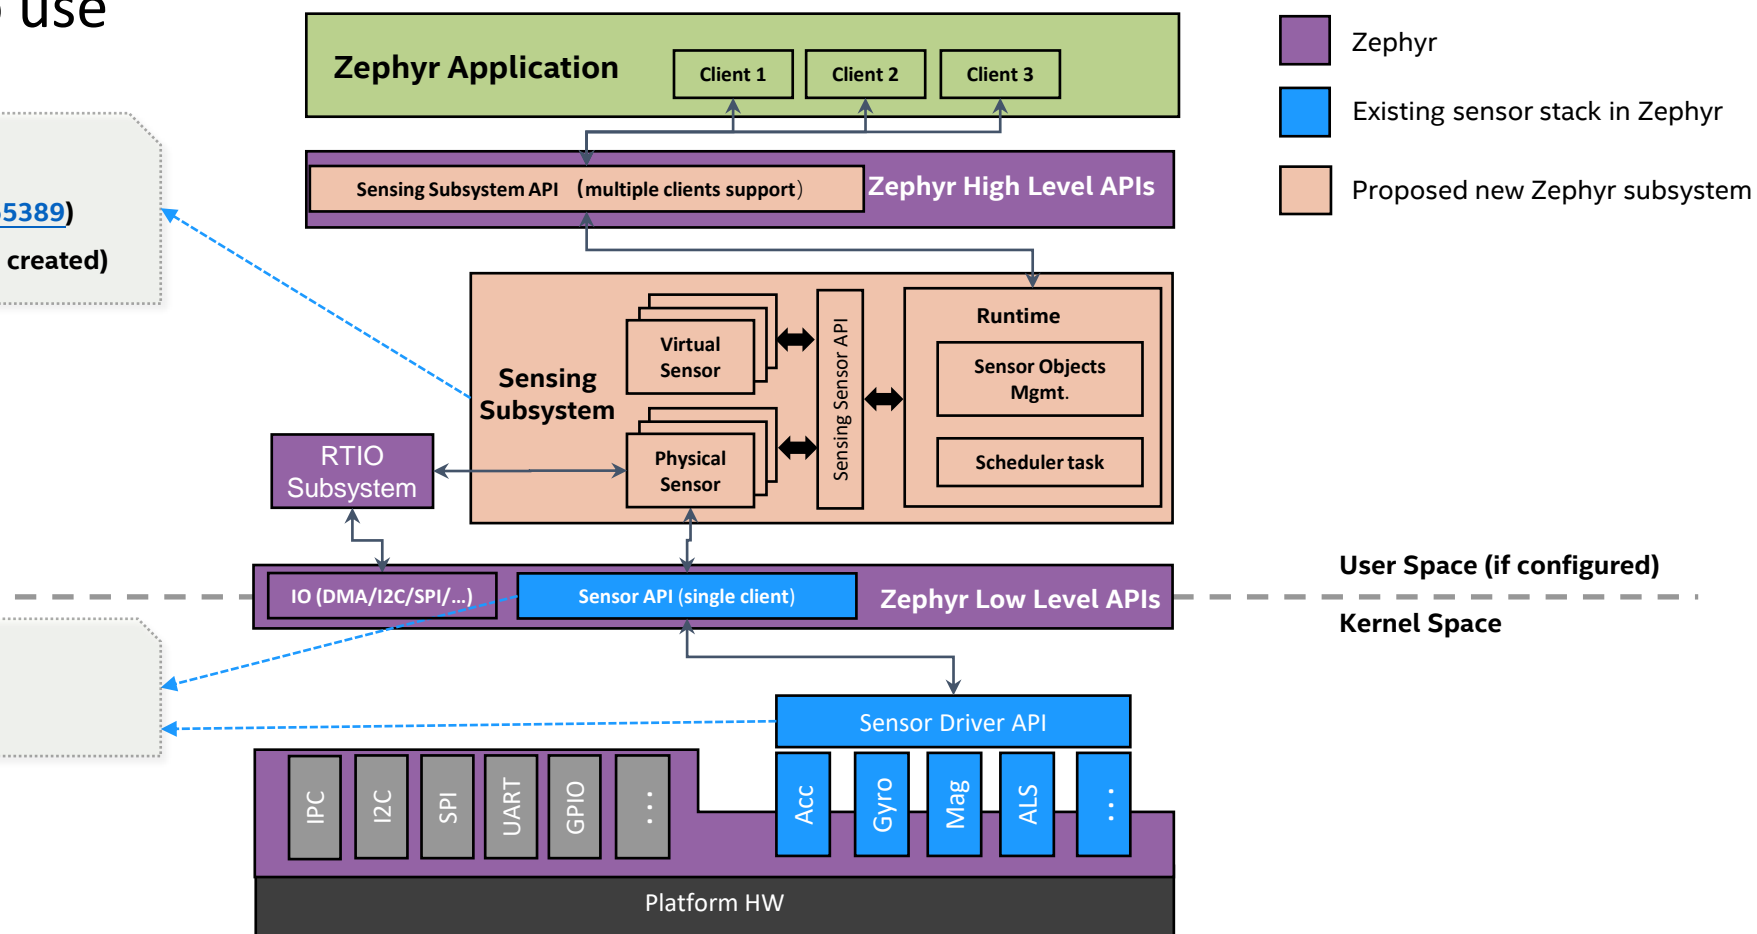 use
Zephyr Application
Client 1
Client 2
Client 3
Zephyr
Existing sensor stack in Zephyr
Proposed new Zephyr subsystem
5389)
created)
Sensing Subsystem API (multiple clients support)
Zephyr High Level APIs
Sensing
Subsystem
Virtual
Sensor
Physical
Sensor
Sensing Sensor API
Runtime
Sensor Objects
Mgmt.
Scheduler task
RTIO
Subsystem
IO (DMA/I2C/SPI/...)
Sensor API (single client)
Zephyr Low Level APIs
User Space (if configured)
Kernel Space
Sensor Driver API
IPC
I2C
SPI
UART
GPIO
...
Acc
Gyro
Mag
ALS
...
Platform HW